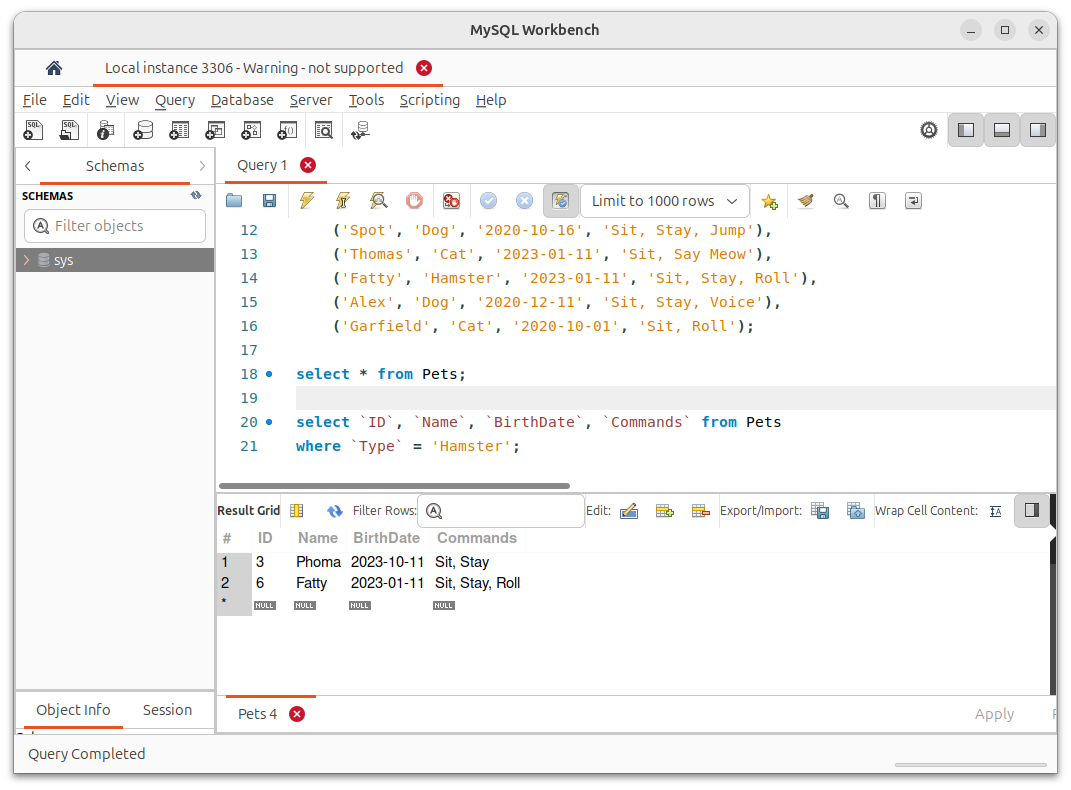 MySQL Workbench
Local instance 3306 - Warning - not supported
File Edit View Query Database Server Tools Scripting Help
Schemas
Query 1
SCHEMAS
Filter objects
sys
Limit to 1000 rows
12 ('Spot', 'Dog', '2020-10-16', 'Sit, Stay, Jump'),
13 ('Thomas', 'Cat', '2023-01-11', 'Sit, Say Meow'),
14 ('Fatty', 'Hamster', '2023-01-11', 'Sit, Stay, Roll'),
15 ('Alex', 'Dog', '2020-12-11', 'Sit, Stay, Voice'),
16 ('Garfield', 'Cat', '2020-10-01', 'Sit, Roll');
17
18 select * from Pets;
19
20 select `ID`, `Name`, `BirthDate`, `Commands` from Pets
21 where `Type` = 'Hamster';
Result Grid Filter Rows: Edit: Export/Import: Wrap Cell Content:
# ID Name BirthDate Commands
1 3 Phoma 2023-10-11 Sit, Stay
2 6 Fatty 2023-01-11 Sit, Stay, Roll
* NULL NULL NULL NULL
Object Info Session
Pets 4 Apply
Query Completed